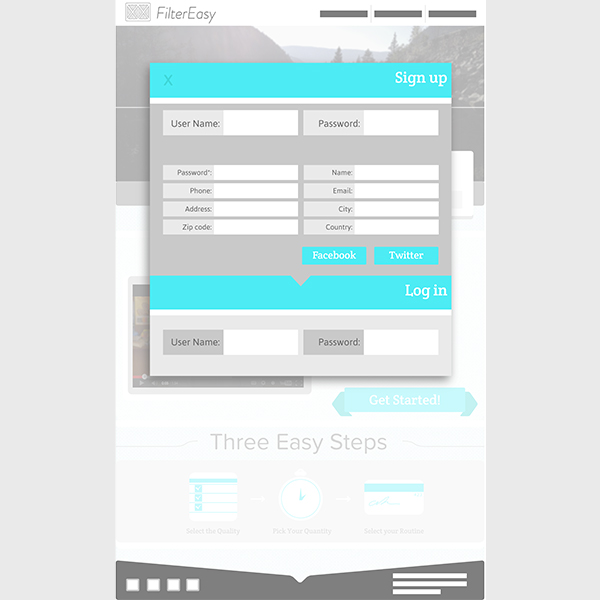 FilterEasy
X
Sign up
User Name:
Password:
Password*:
Name:
Phone:
Email:
Address:
City:
Zip code:
Country:
Facebook
Twitter
Log in
User Name:
Password:
Get Started!
Three Easy Steps
Select the Quality
Pick Your Quantity
Select your Routine